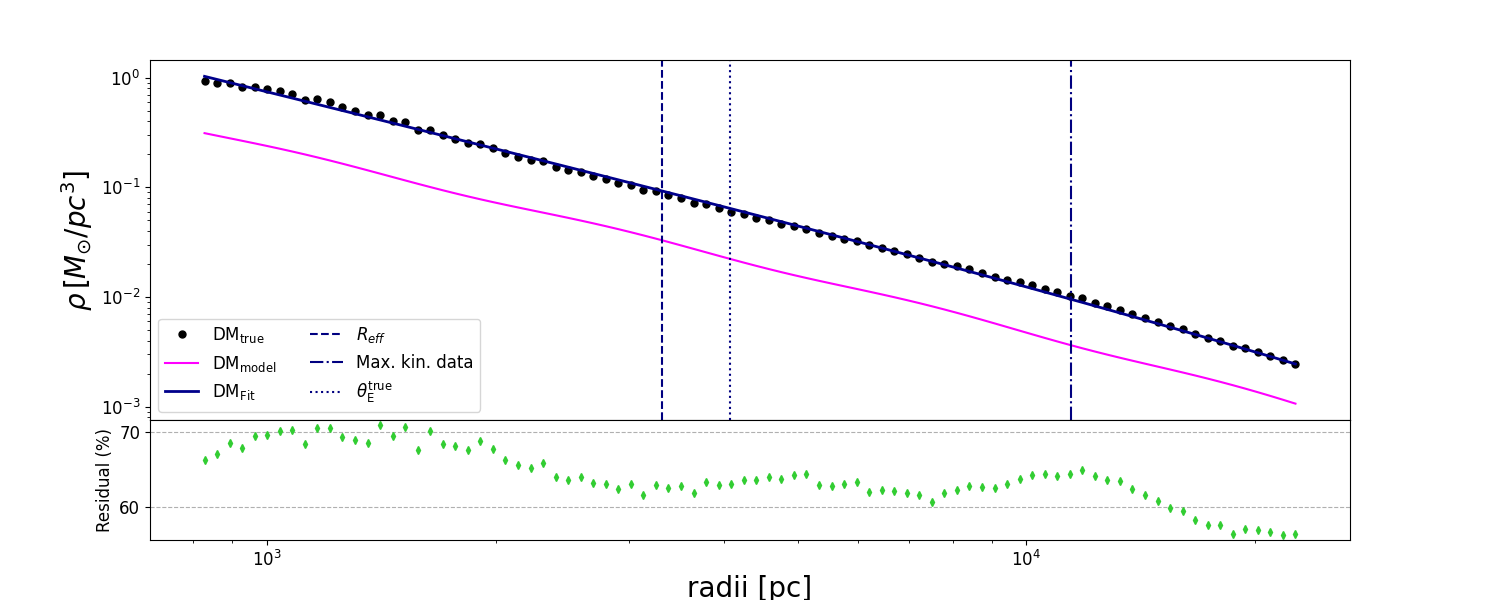 10⁰
10⁻¹
10⁻²
10⁻³
ρ [M⊙/pc³]
DM_true
DM_model
DM_Fit
R_eff
Max. kin. data
θ_E^true
70
60
Residual (%)
10³
10⁴
radii [pc]